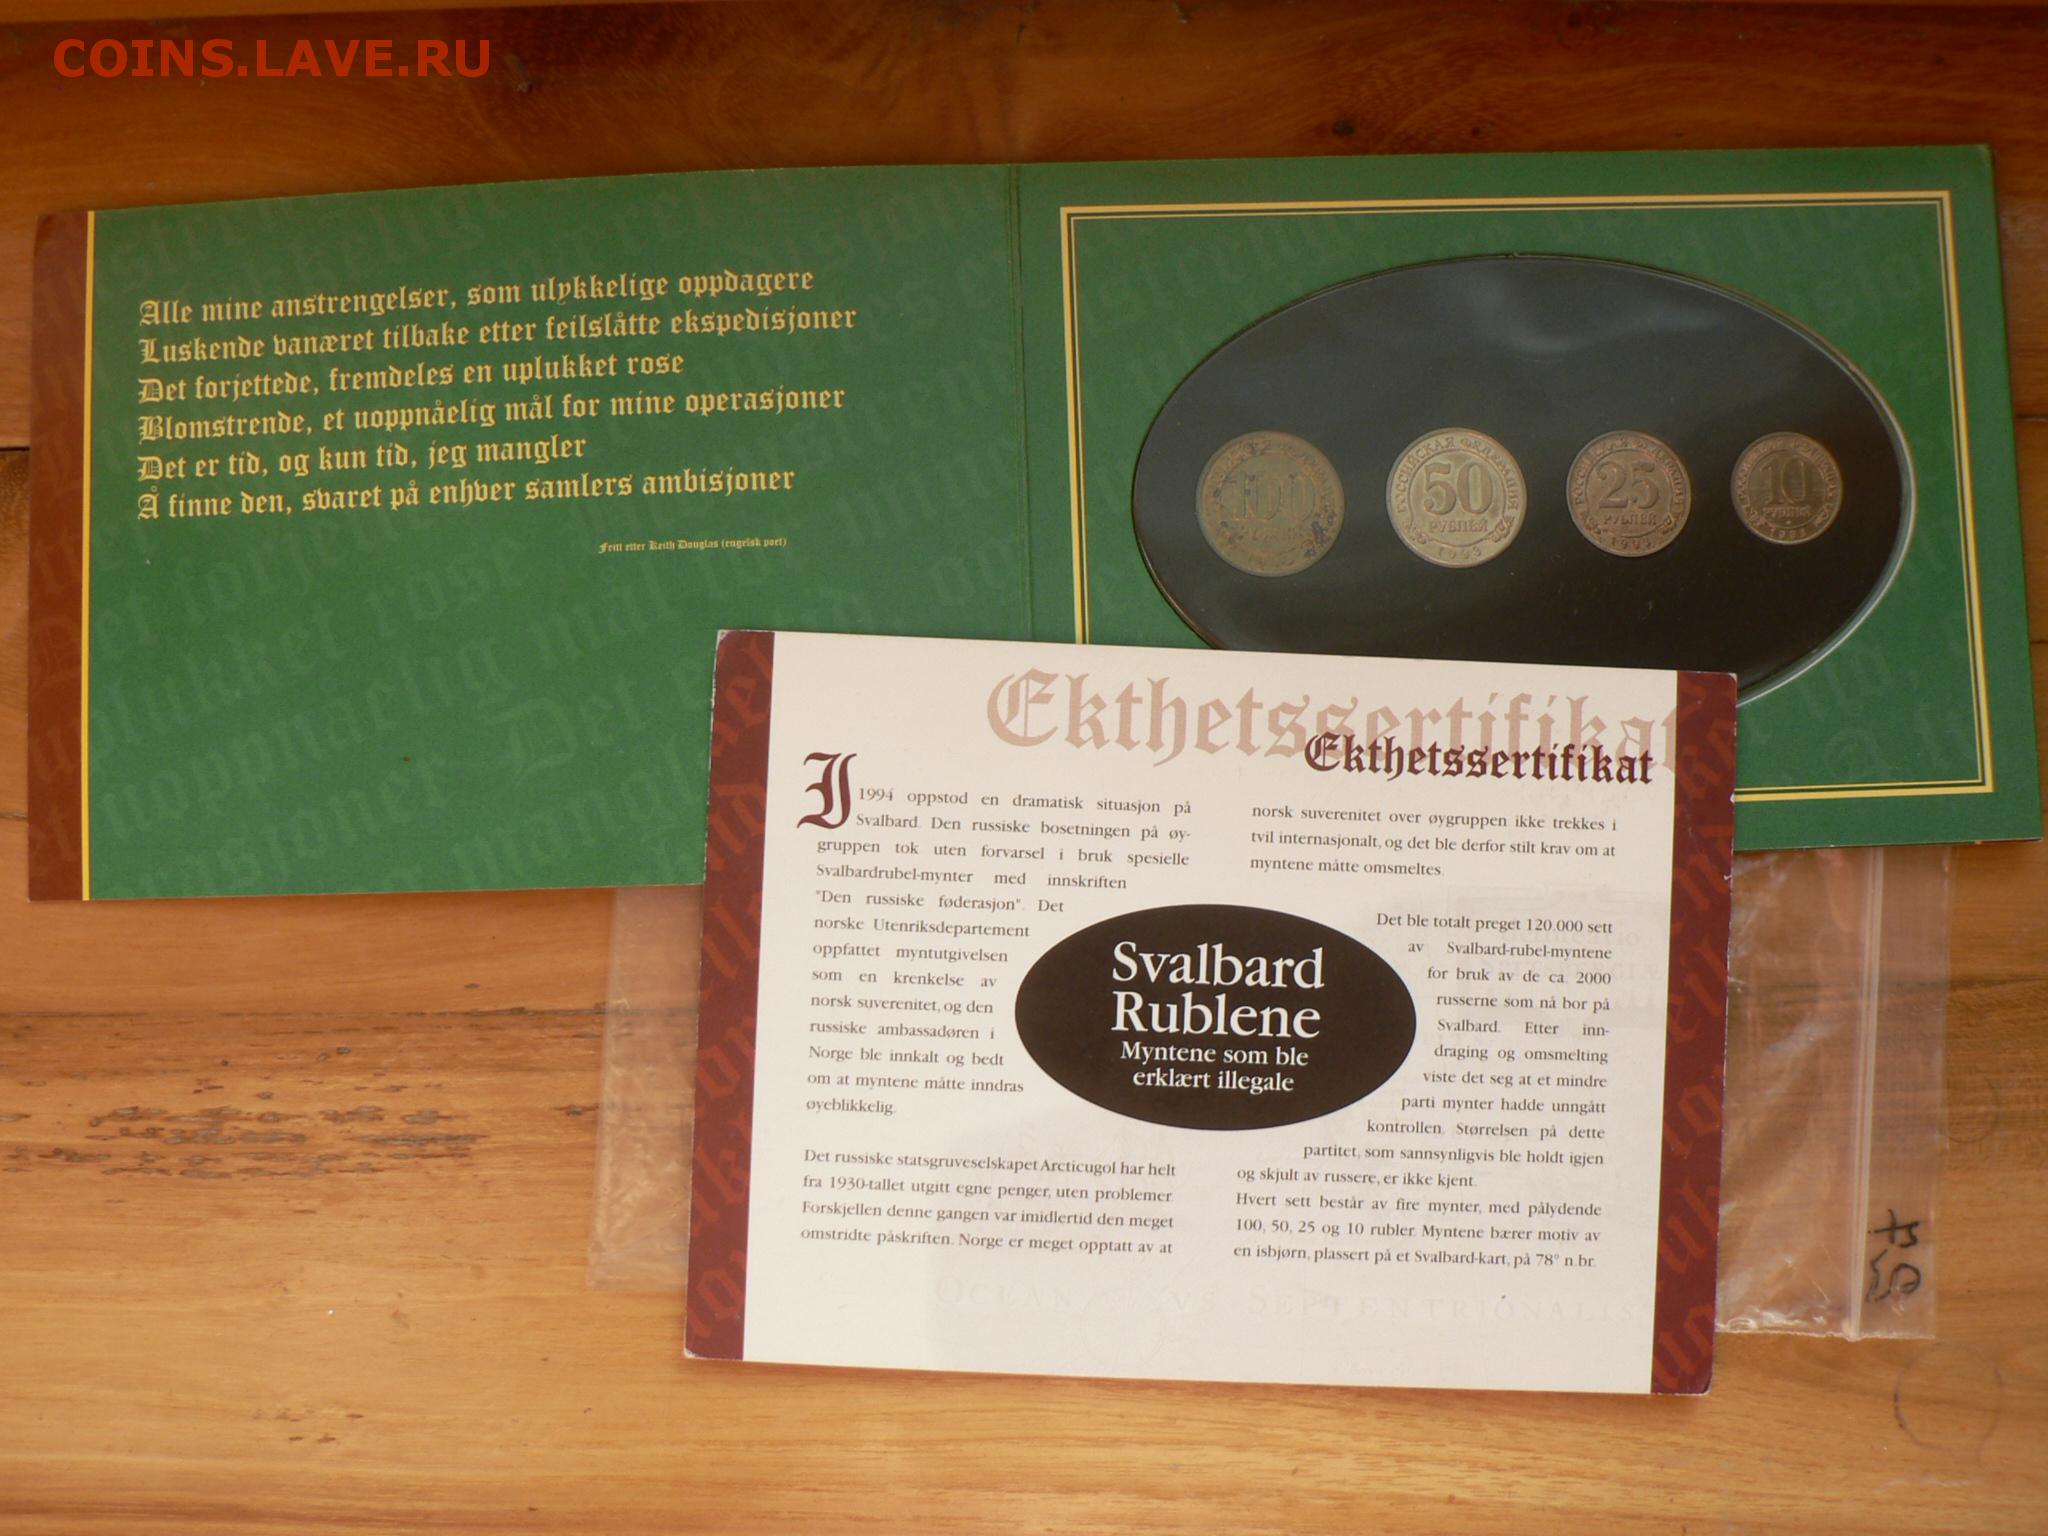 COINS.LAVE.RU
Alle mine anstrengelser, som ulykkelige oppdagere
Luskende vanæret tilbake etter feilslåtte ekspedisjoner
Det forjettede, fremdeles en uplukket rose
Blomstrende, et uoppnåelig mål for mine operasjoner
Det er tid, og kun tid, jeg mangler
Å finne den, svaret på enhver samlers ambisjoner
Fritt etter Keith Douglas (engelsk poet)
100
50
РУБЛЕЙ
РОССИЙСКАЯ ФЕДЕРАЦИЯ
1993
25
РУБЛЕЙ
1993
10
РУБЛЕЙ
1993
Ekthetssertifikat
Ekthetssertifikat
I 1994 oppstod en dramatisk situasjon på
Svalbard. Den russiske bosetningen på øy-
gruppen tok uten forvarsel i bruk spesielle
Svalbardrubel-mynter med innskriften
"Den russiske føderasjon". Det
norske Utenriksdepartement
oppfattet myntutgivelsen
som en krenkelse av
norsk suverenitet, og den
russiske ambassadøren i
Norge ble innkalt og bedt
om at myntene måtte inndras
øyeblikkelig.
Det russiske statsgruveselskapet Arcticugol har helt
fra 1930-tallet utgitt egne penger, uten problemer.
Forskjellen denne gangen var imidlertid den meget
omstridte påskriften. Norge er meget opptatt av at
norsk suverenitet over øygruppen ikke trekkes i
tvil internasjonalt, og det ble derfor stilt krav om at
myntene måtte omsmeltes.
Svalbard
Rublene
Myntene som ble
erklært illegale
Det ble totalt preget 120.000 sett
av Svalbard-rubel-myntene
for bruk av de ca. 2000
russerne som nå bor på
Svalbard. Etter inn-
draging og omsmelting
viste det seg at et mindre
parti mynter hadde unngått
kontrollen. Størrelsen på dette
partitet, som sannsynligvis ble holdt igjen
og skjult av russere, er ikke kjent.
Hvert sett består av fire mynter, med pålydende
100, 50, 25 og 10 rubler. Myntene bærer motiv av
en isbjørn, plassert på et Svalbard-kart, på 78° n.br.